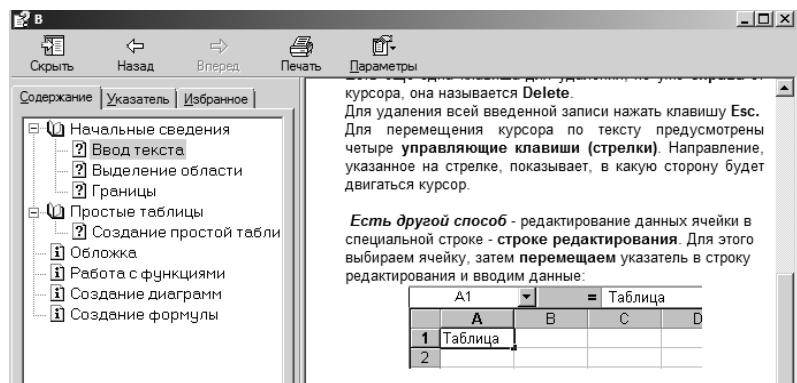 В
Скрыть Назад Вперед Печать Параметры
Содержание Указатель Избранное
Начальные сведения
Ввод текста
Выделение области
Границы
Простые таблицы
Создание простой табли
Обложка
Работа с функциями
Создание диаграмм
Создание формулы
курсора, она называется Delete.
Для удаления всей введенной записи нажать клавишу Esc.
Для перемещения курсора по тексту предусмотрены
четыре управляющие клавиши (стрелки). Направление,
указанное на стрелке, показывает, в какую сторону будет
двигаться курсор.
Есть другой способ - редактирование данных ячейки в
специальной строке - строке редактирования. Для этого
выбираем ячейку, затем перемещаем указатель в строку
редактирования и вводим данные:
A1 = Таблица
A B C D
1 Таблица
2